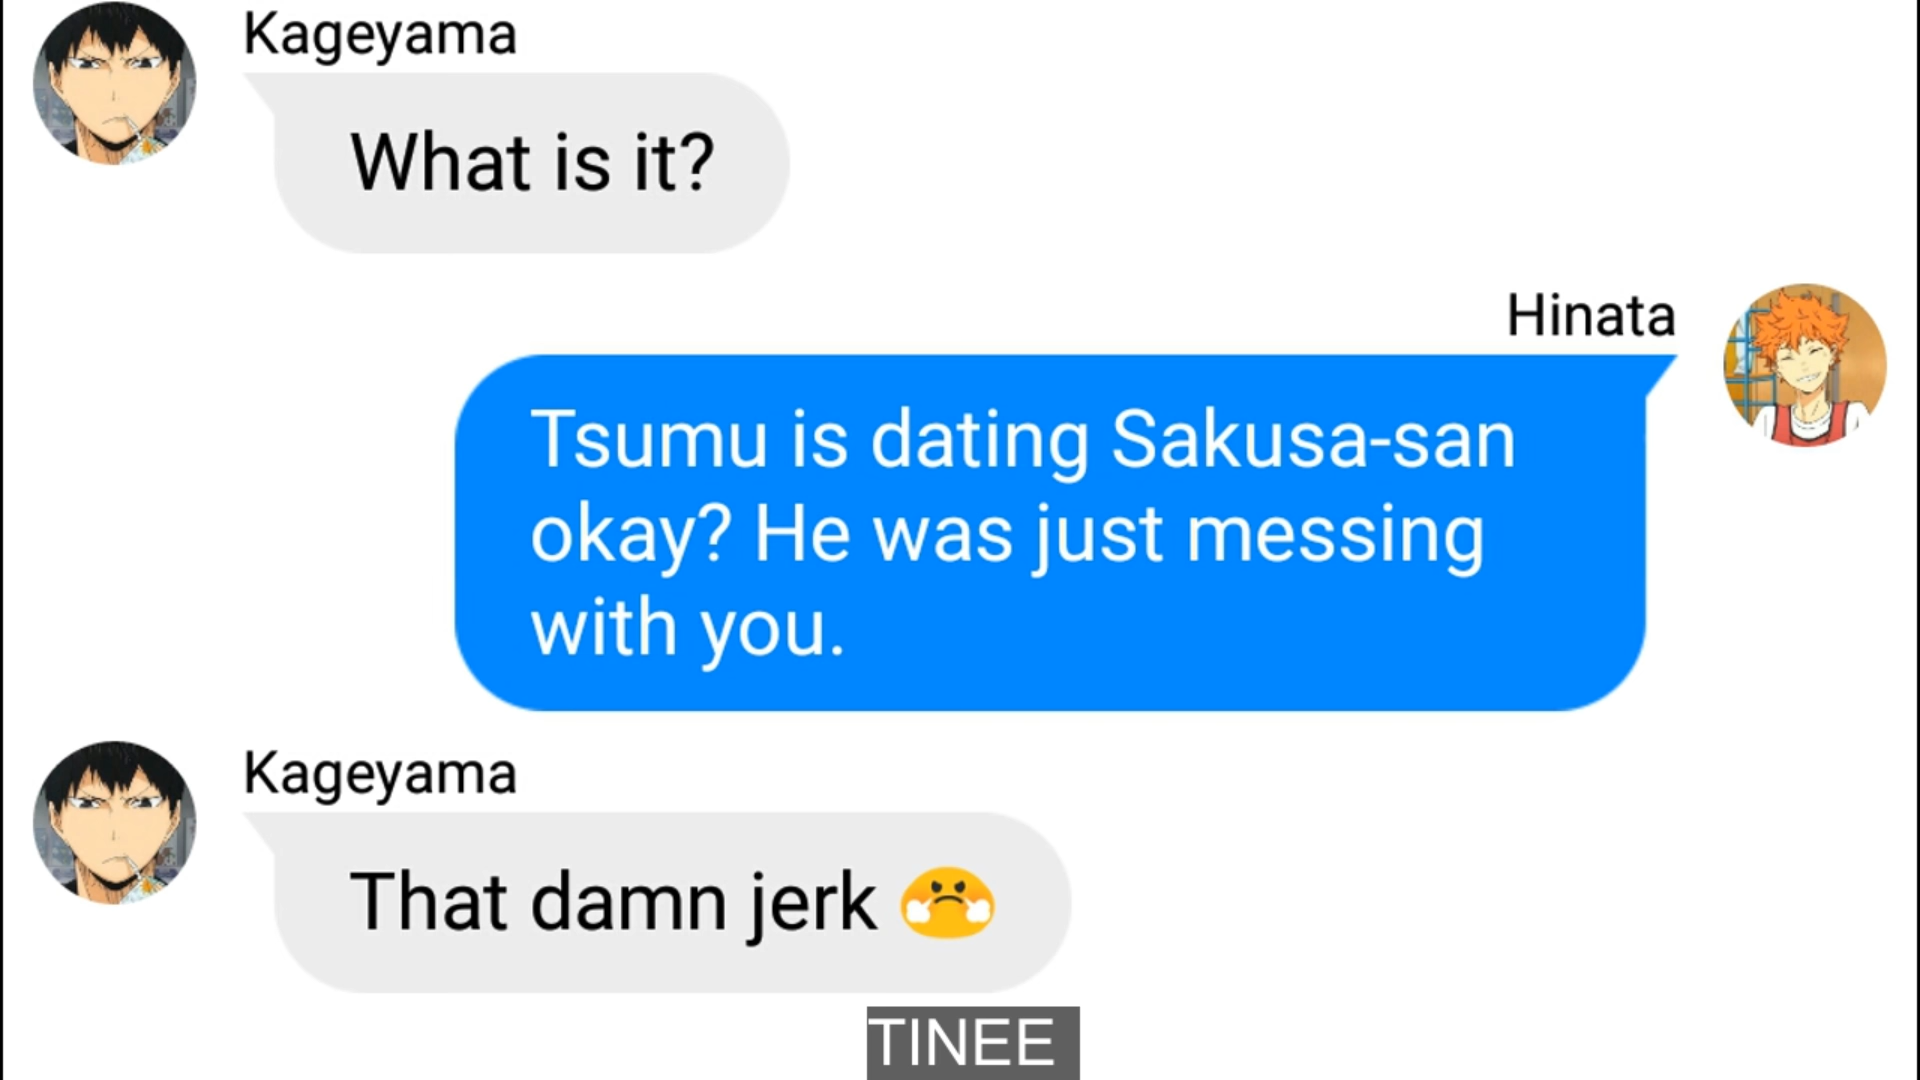 Kageyama
What is it?
Hinata
Tsumu is dating Sakusa-san
okay? He was just messing
with you.
Kageyama
That damn jerk 😤
TINEE